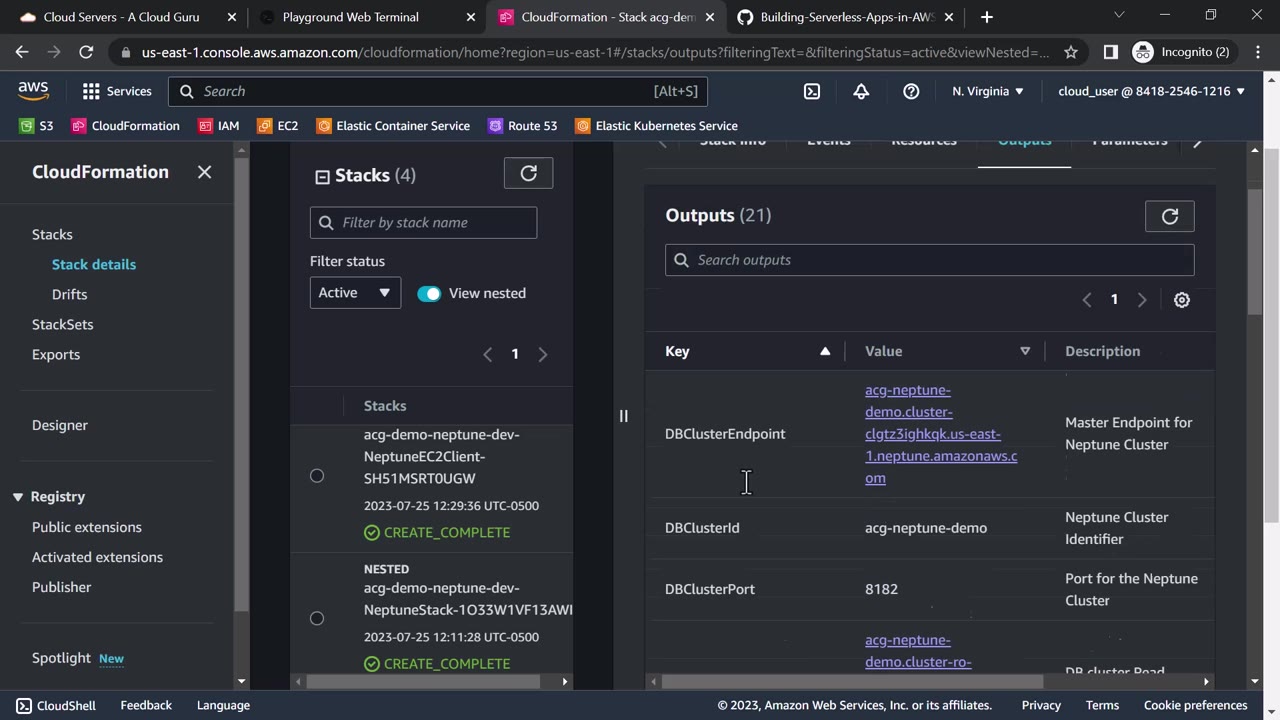 Cloud Servers - A Cloud Guru
Playground Web Terminal
CloudFormation - Stack acg-dem
Building-Serverless-Apps-in-AWS
us-east-1.console.aws.amazon.com/cloudformation/home?region=us-east-1#/stacks/outputs?filteringText=&filteringStatus=active&viewNested=...
Incognito (2)
aws
Services
Search
[Alt+S]
N. Virginia
cloud_user @ 8418-2546-1216
S3
CloudFormation
IAM
EC2
Elastic Container Service
Route 53
Elastic Kubernetes Service
CloudFormation
Stacks
Stack details
Drifts
StackSets
Exports
Designer
Registry
Public extensions
Activated extensions
Publisher
Spotlight New
Stacks (4)
Filter by stack name
Filter status
Active
View nested
1
Stacks
acg-demo-neptune-dev-
NeptuneEC2Client-
SH51MSRT0UGW
2023-07-25 12:29:36 UTC-0500
CREATE_COMPLETE
NESTED
acg-demo-neptune-dev-
NeptuneStack-1O33W1VF13AWI
2023-07-25 12:11:28 UTC-0500
CREATE_COMPLETE
Stack info
Events
Resources
Outputs
Parameters
Outputs (21)
Search outputs
1
Key
Value
Description
DBClusterEndpoint
acg-neptune-
demo.cluster-
clgtz3ighkqk.us-east-
1.neptune.amazonaws.c
om
Master Endpoint for
Neptune Cluster
DBClusterId
acg-neptune-demo
Neptune Cluster
Identifier
DBClusterPort
8182
Port for the Neptune
Cluster
acg-neptune-
demo.cluster-ro-
DB cluster Read
CloudShell
Feedback
Language
© 2023, Amazon Web Services, Inc. or its affiliates.
Privacy
Terms
Cookie preferences